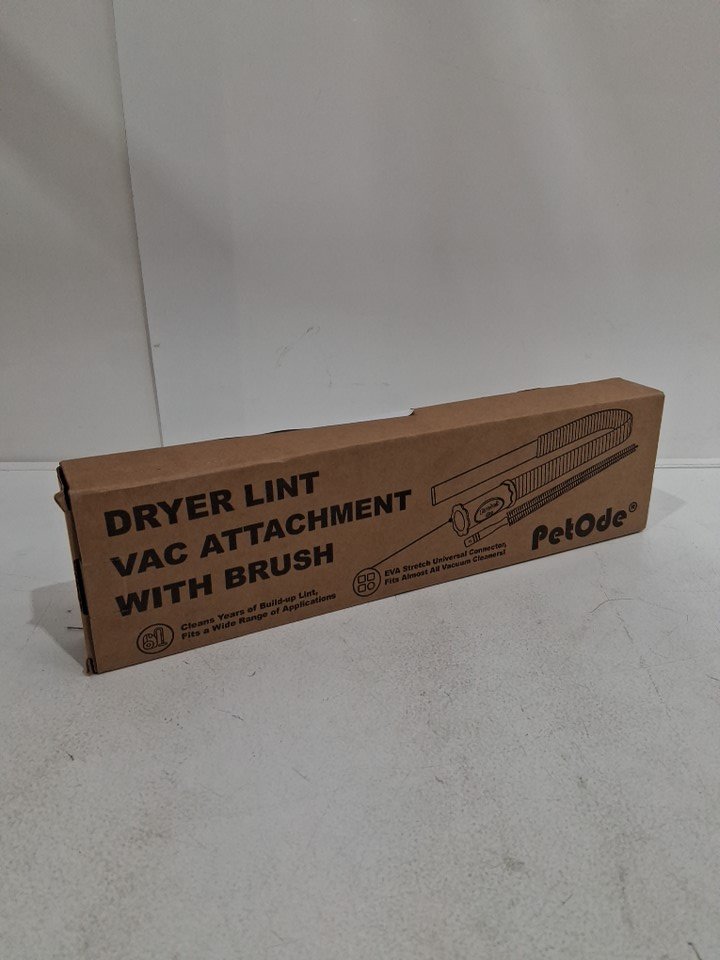 DRYER LINT
VAC ATTACHMENT
WITH BRUSH
Cleans Years of Build-up Lint,
Fits a Wide Range of Applications
EVA Stretch Universal Connector,
Fits Almost All Vacuum Cleaners!
PetOde®